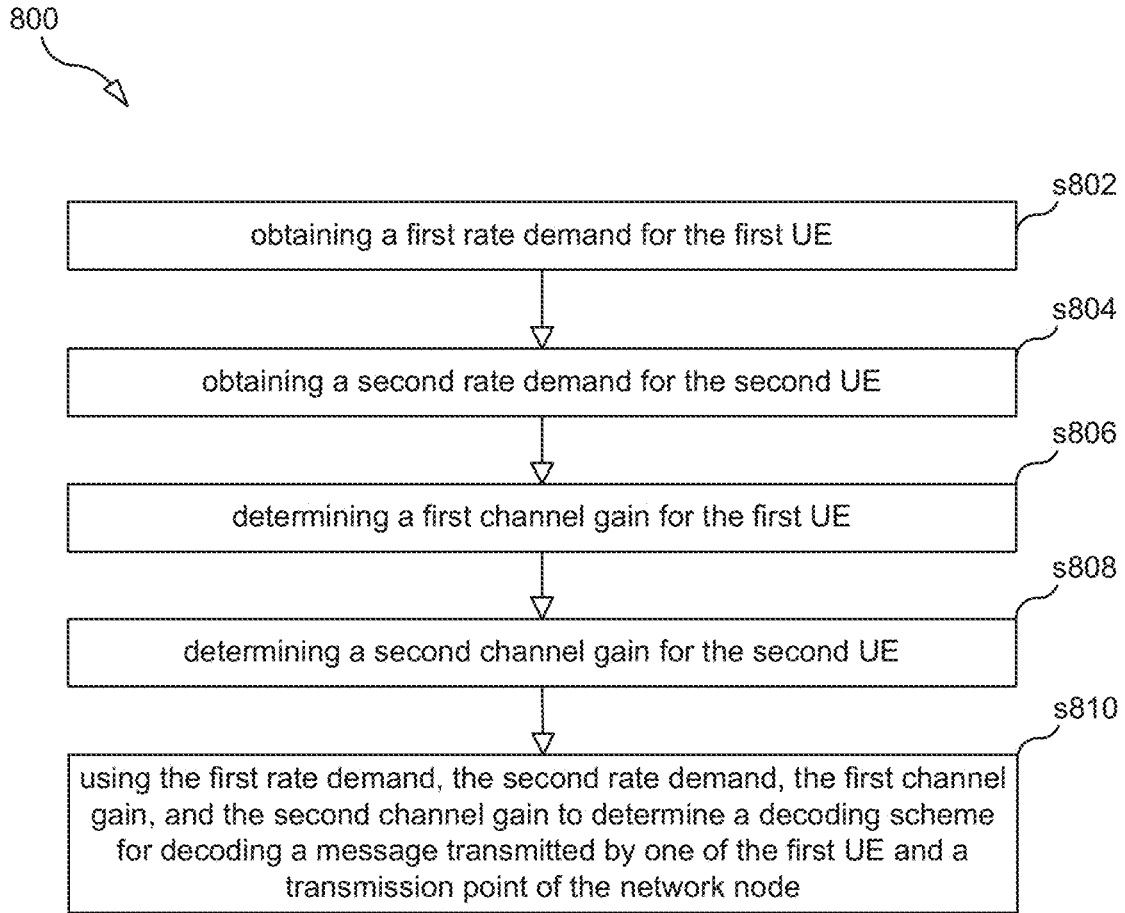 800
s802
obtaining a first rate demand for the first UE
s804
obtaining a second rate demand for the second UE
s806
determining a first channel gain for the first UE
s808
determining a second channel gain for the second UE
s810
using the first rate demand, the second rate demand, the first channel
gain, and the second channel gain to determine a decoding scheme
for decoding a message transmitted by one of the first UE and a
transmission point of the network node